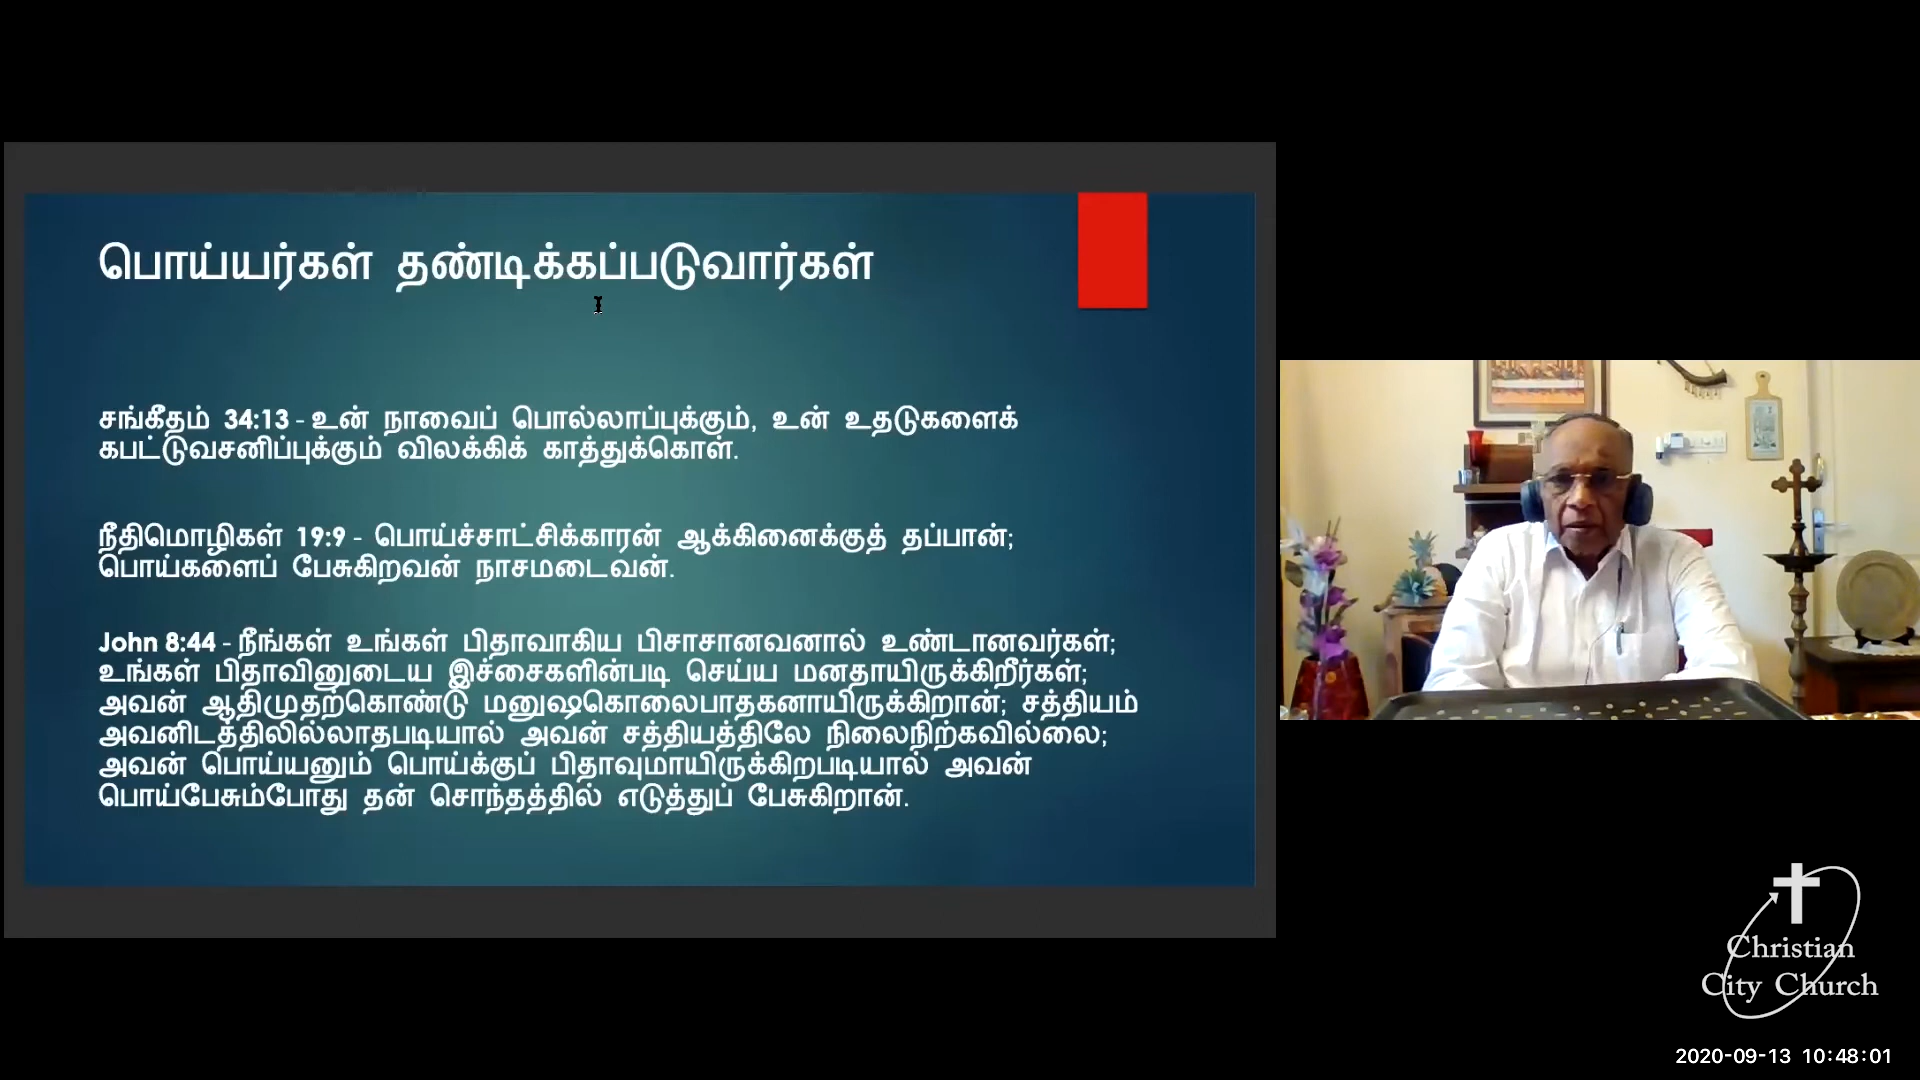 பொய்யர்கள் தண்டிக்கப்படுவார்கள்
சங்கீதம் 34:13 - உன் நாவைப் பொல்லாப்புக்கும், உன் உதடுகளைக்
கபட்டுவசனிப்புக்கும் விலக்கிக் காத்துக்கொள்.
நீதிமொழிகள் 19:9 - பொய்ச்சாட்சிக்காரன் ஆக்கினைக்குத் தப்பான்;
பொய்களைப் பேசுகிறவன் நாசமடைவன்.
John 8:44 - நீங்கள் உங்கள் பிதாவாகிய பிசாசானவனால் உண்டானவர்கள்;
உங்கள் பிதாவினுடைய இச்சைகளின்படி செய்ய மனதாயிருக்கிறீர்கள்;
அவன் ஆதிமுதற்கொண்டு மனுஷகொலைபாதகனாயிருக்கிறான்; சத்தியம்
அவனிடத்திலில்லாதபடியால் அவன் சத்தியத்திலே நிலைநிற்கவில்லை;
அவன் பொய்யனும் பொய்க்குப் பிதாவுமாயிருக்கிறபடியால் அவன்
பொய்பேசும்போது தன் சொந்தத்தில் எடுத்துப் பேசுகிறான்.
Christian
City Church
2020-09-13 10:48:01